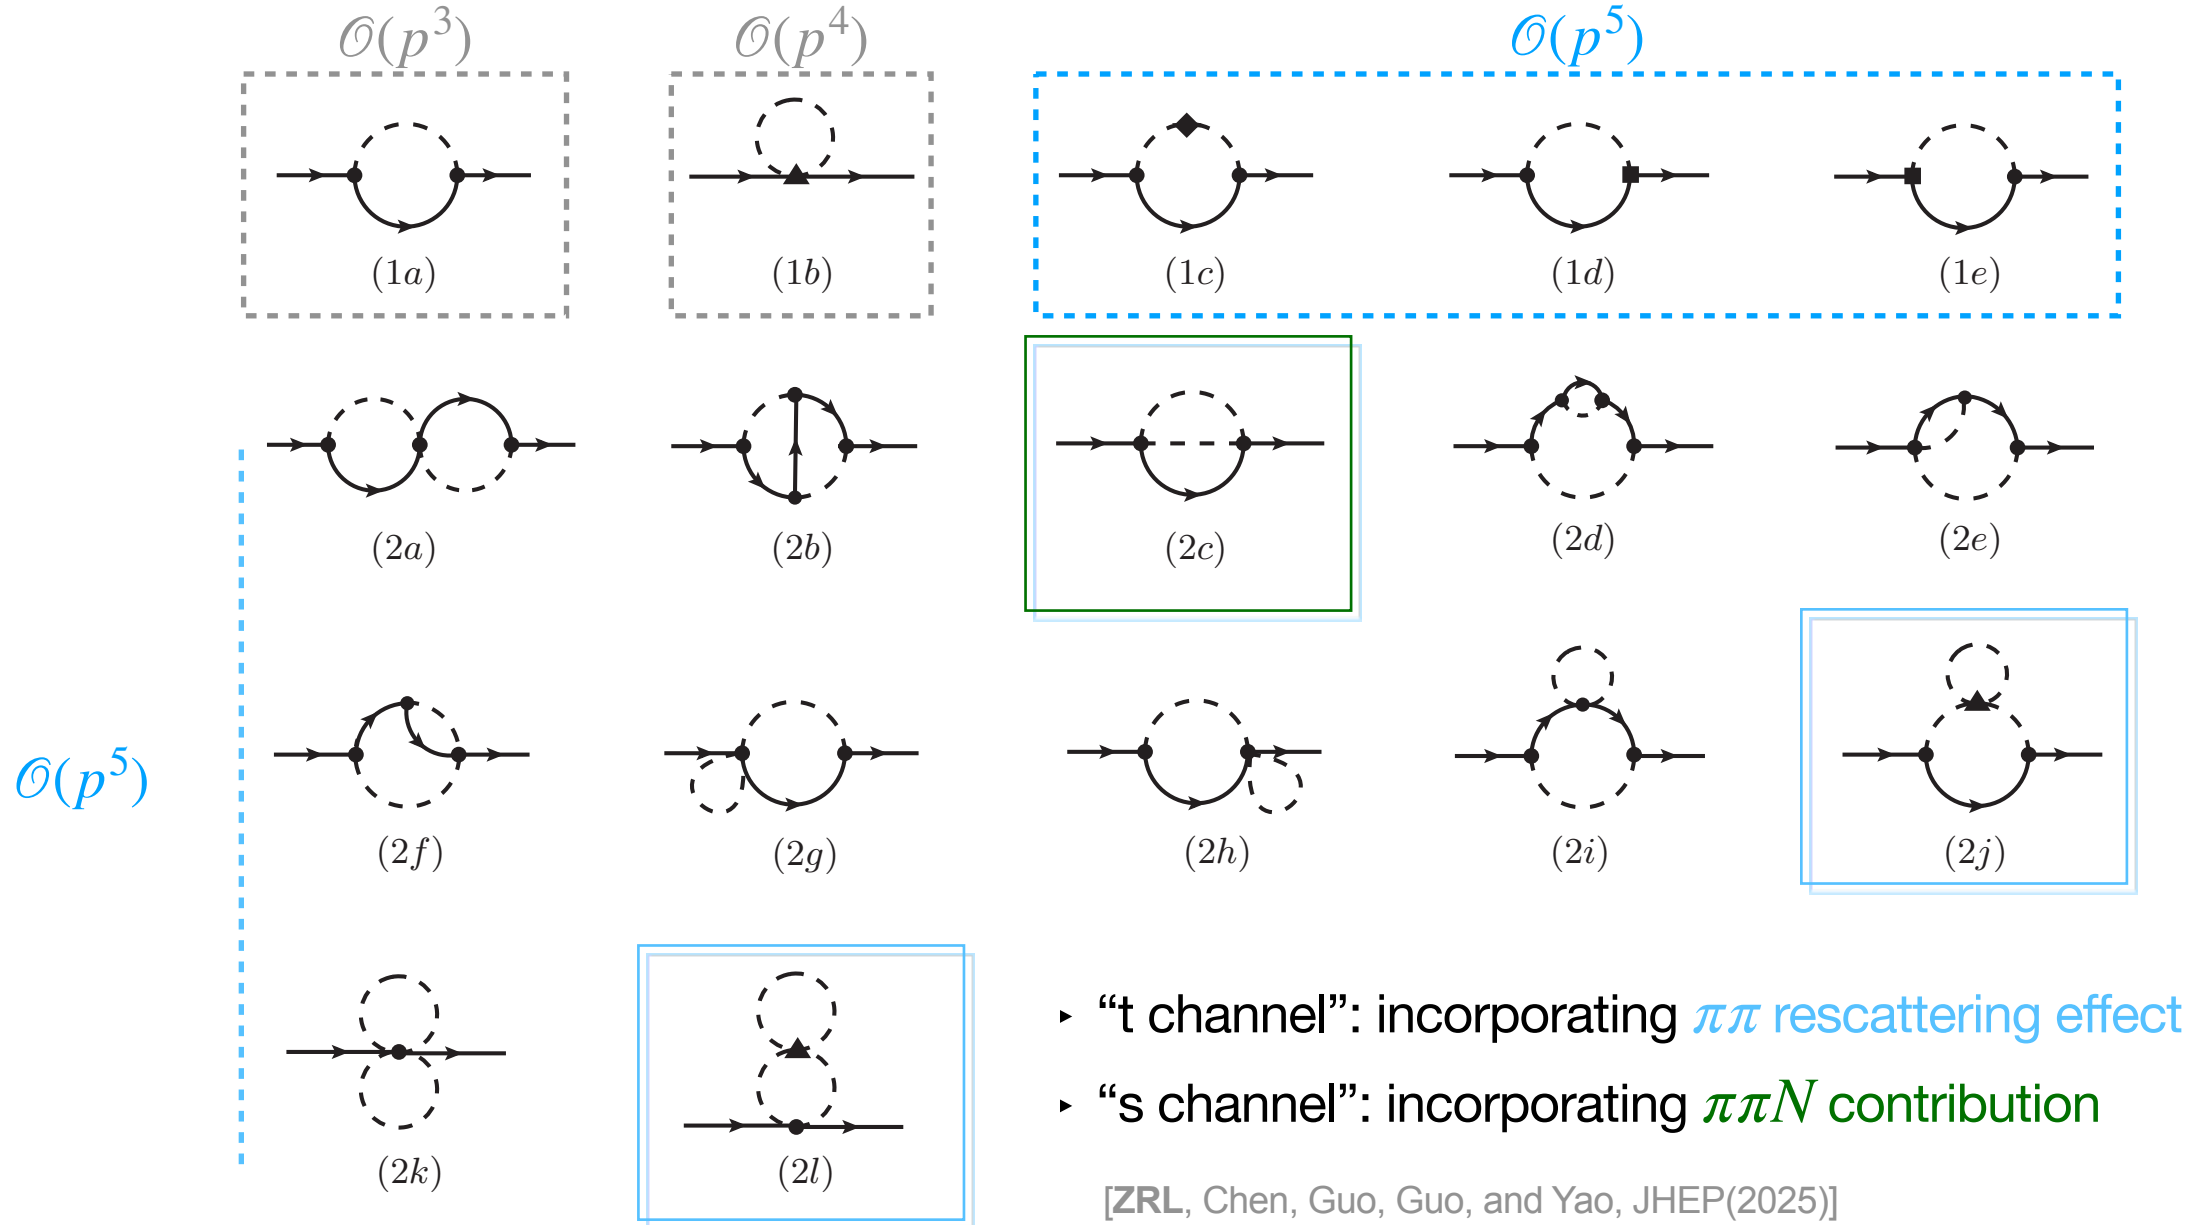 𝒪(p³) 𝒪(p⁴) 𝒪(p⁵)
(1a) (1b) (1c) (1d) (1e)
(2a) (2b) (2c) (2d) (2e)
𝒪(p⁵)
(2f) (2g) (2h) (2i) (2j)
‣ “t channel”: incorporating ππ rescattering effect
‣ “s channel”: incorporating ππN contribution
(2k) (2l)
[ZRL, Chen, Guo, Guo, and Yao, JHEP(2025)]